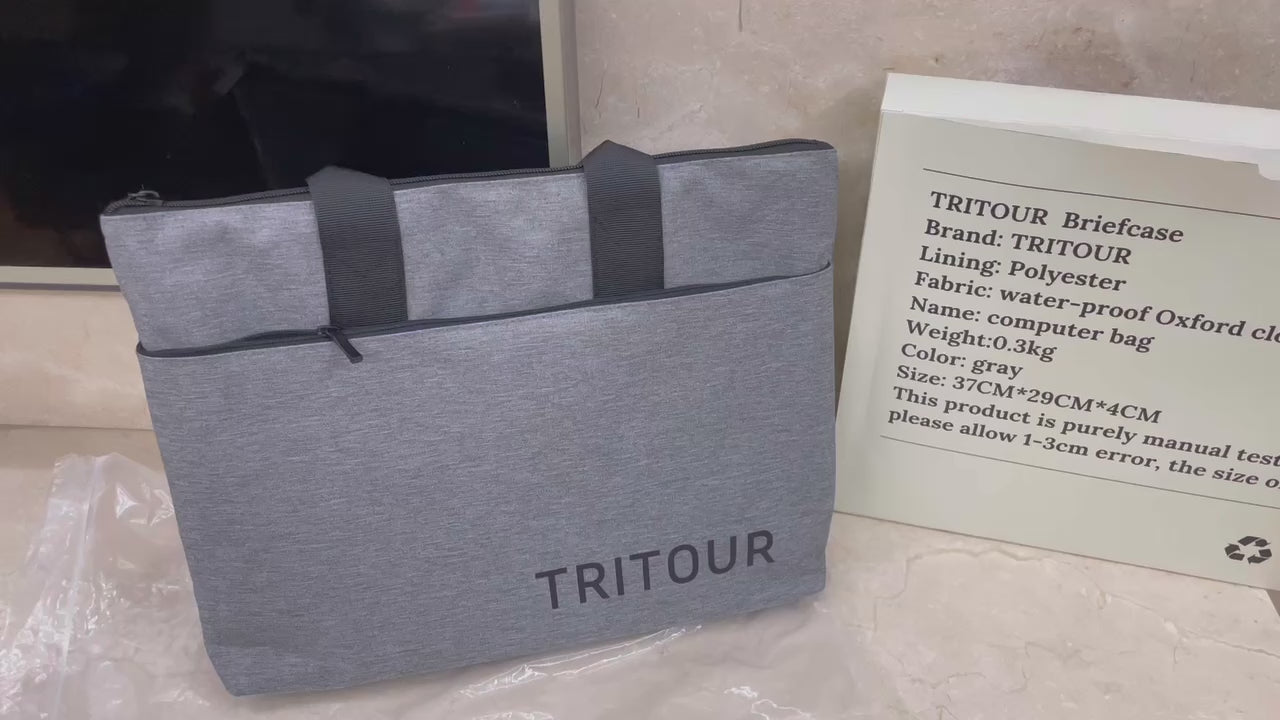 TRITOUR
TRITOUR Briefcase
Brand: TRITOUR
Lining: Polyester
Fabric: water-proof Oxford
Name: computer bag
Weight:0.3kg
Color: gray
Size: 37CM*29CM*4CM
This product is purely manual
please allow 1-3cm error, the size